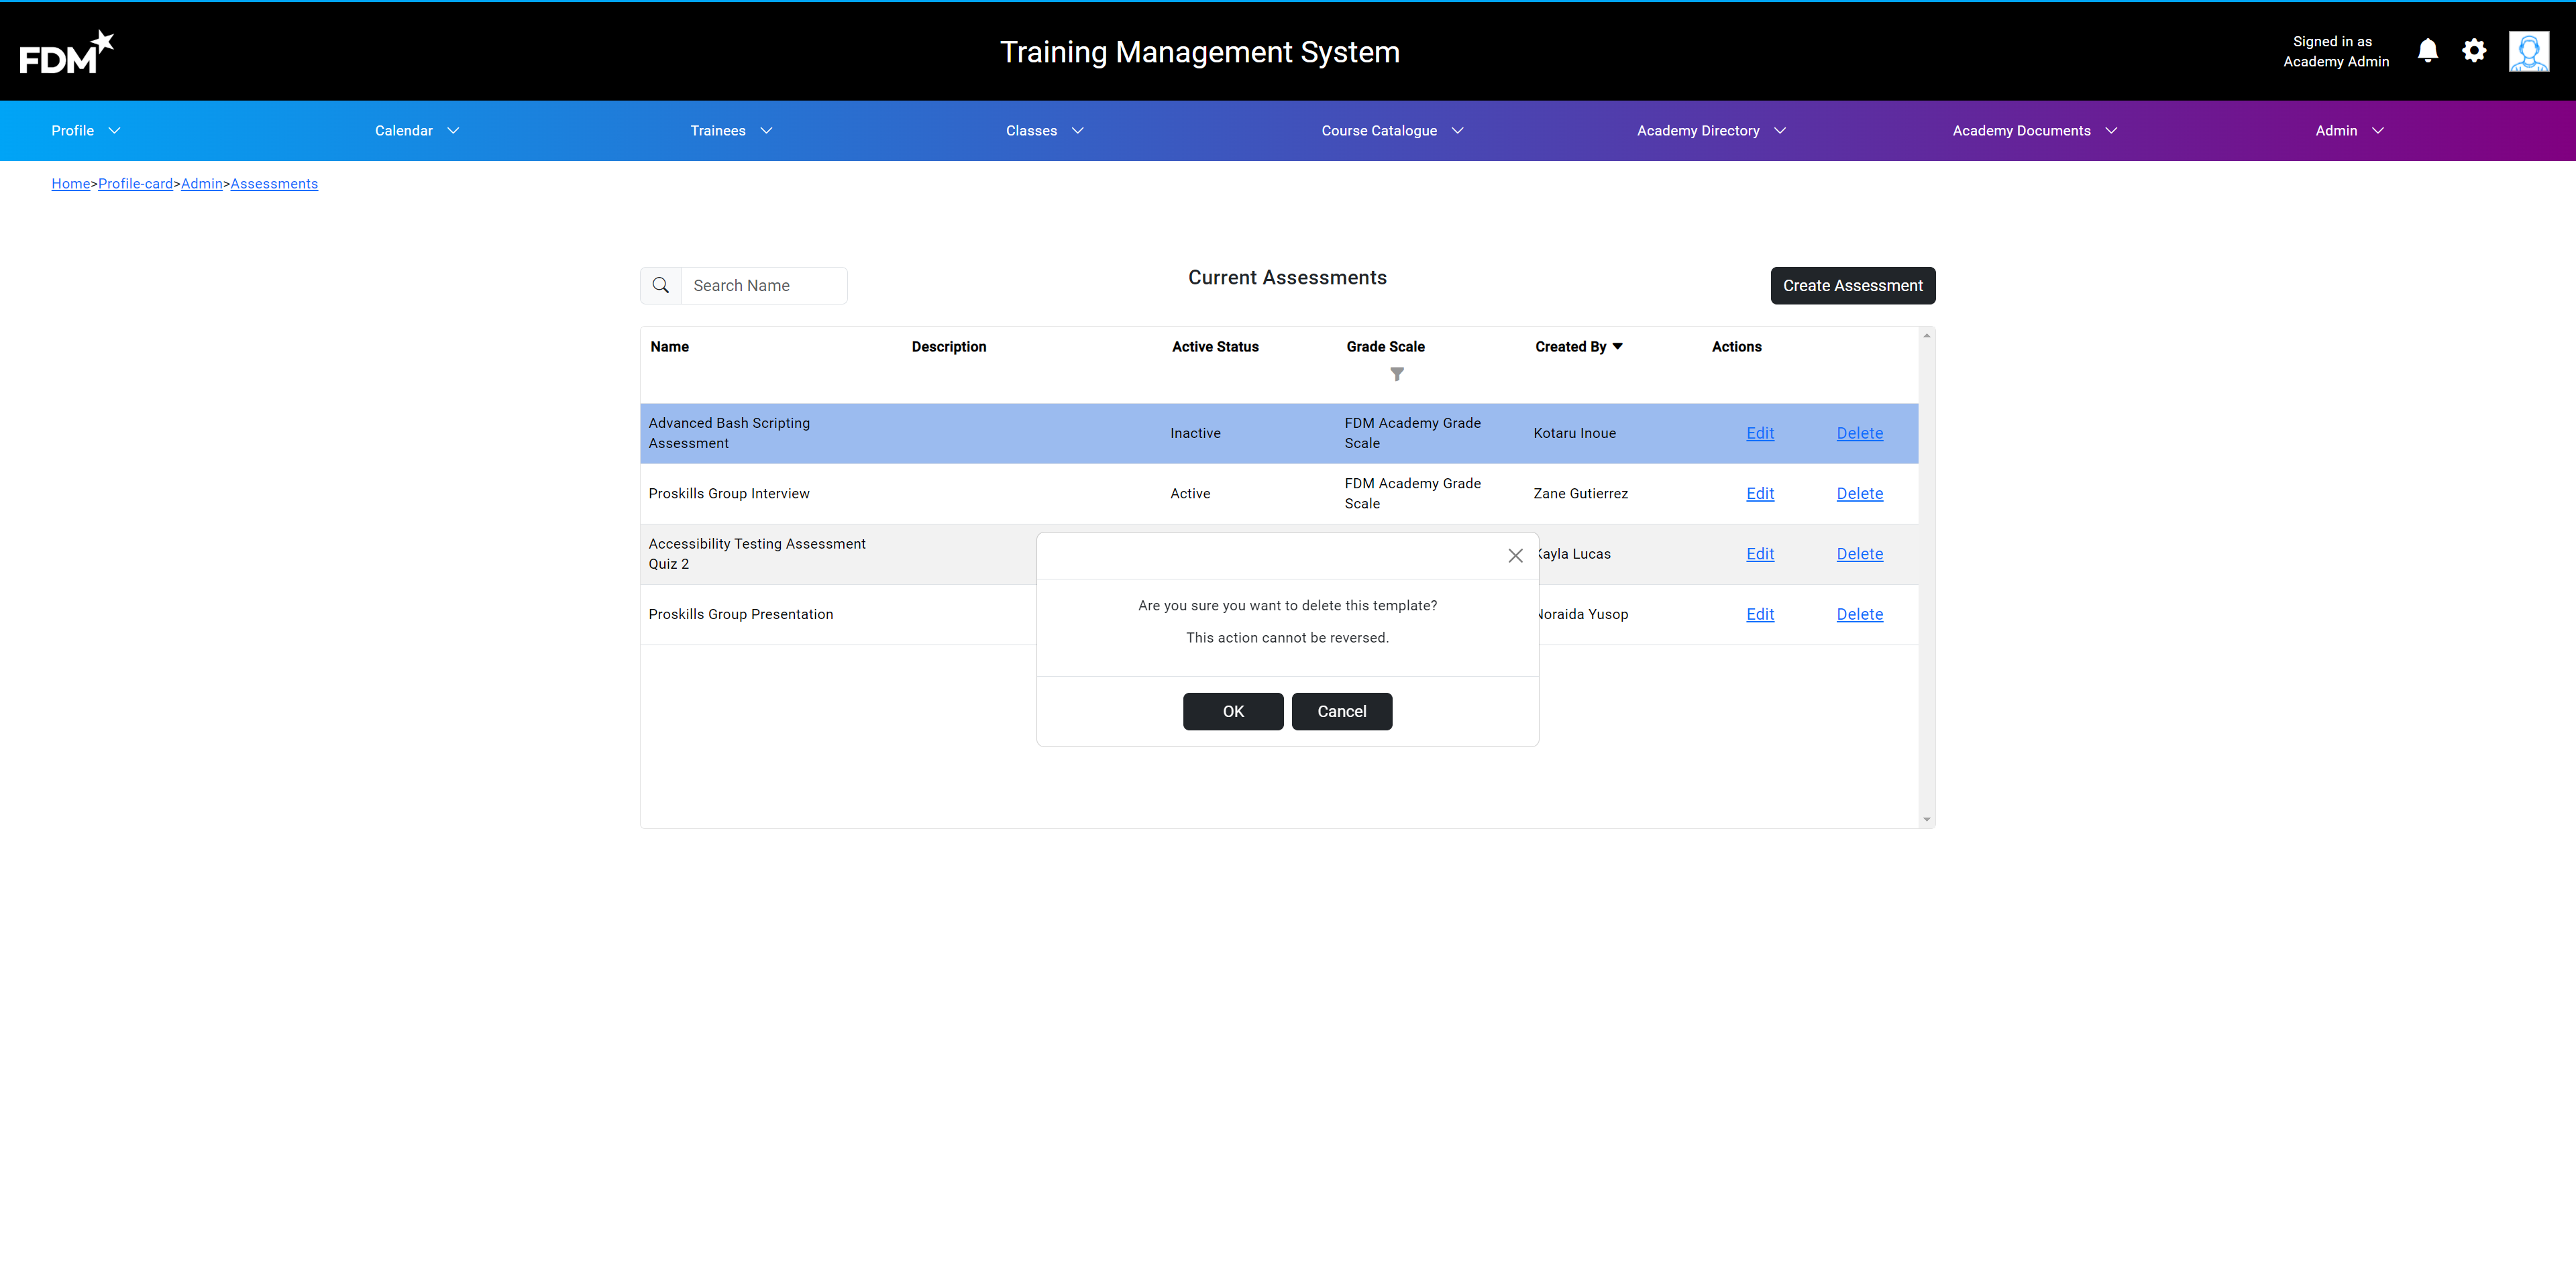 FDM
Training Management System
Signed in as
Academy Admin
Profile
Calendar
Trainees
Classes
Course Catalogue
Academy Directory
Academy Documents
Admin
Home>Profile-card>Admin>Assessments
Search Name
Current Assessments
Create Assessment
Name Description Active Status Grade Scale Created By Actions
Advanced Bash Scripting
Assessment
Inactive
FDM Academy Grade
Scale
Kotaru Inoue
Edit
Delete
Proskills Group Interview
Active
FDM Academy Grade
Scale
Zane Gutierrez
Edit
Delete
Accessibility Testing Assessment
Quiz 2
Kayla Lucas
Edit
Delete
Proskills Group Presentation
Noraida Yusop
Edit
Delete
Are you sure you want to delete this template?
This action cannot be reversed.
OK
Cancel